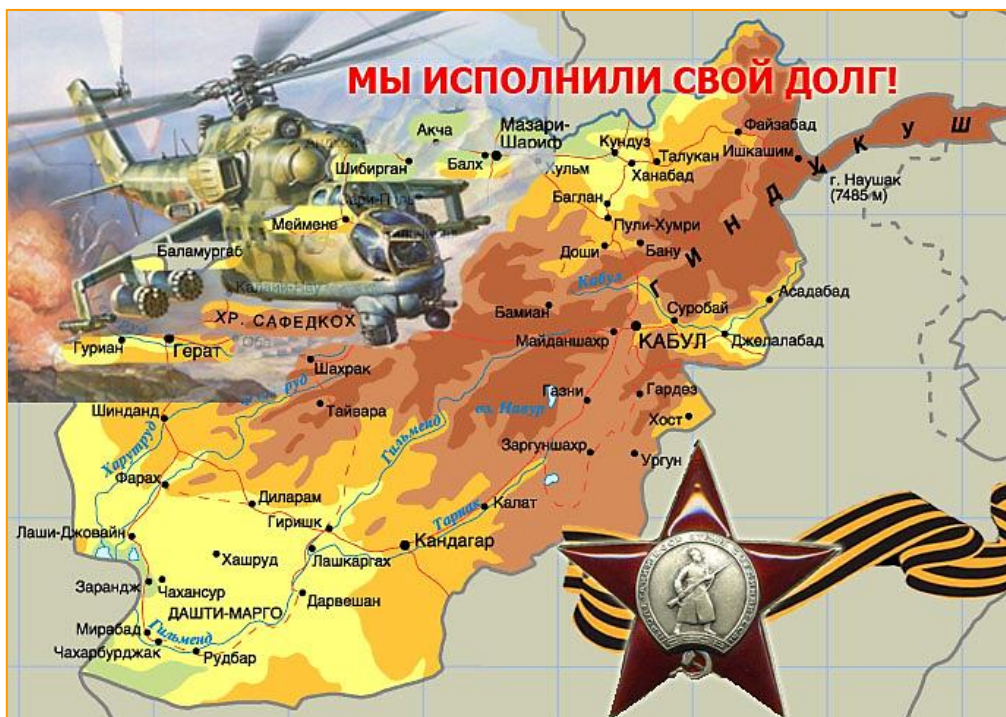 МЫ ИСПОЛНИЛИ СВОЙ ДОЛГ!
Акча
Мазари-
Шариф
Шибирган
Балх
Хульм
Кундуз
Ханабад
Талукан
Файзабад
Ишкашим
ГИНДУКУШ
г. Наушак
(7485 м)
Меймене
Баглан
Пули-Хумри
Доши
Бану
Баламургаб
Кабул
Бамиан
Суробай
Асадабад
ХР. САФЕДКОХ
Гуриан
Герат
Майданшахр
КАБУЛ
Джелалабад
Шахрак
Газни
Гардез
Шинданд
Тайвара
оз. Навур
Хост
Харутруд
Гильменд
Заргуншахр
Ургун
Фарах
Диларам
Калат
Тарнак
Гиришк
Лаши-Джовайн
Кандагар
Хашруд
Лашкаргах
Зарандж
Чахансур
Дарвешан
ДАШТИ-МАРГО
Мирабад
Гильменд
Чахарбурджак
Рудбар